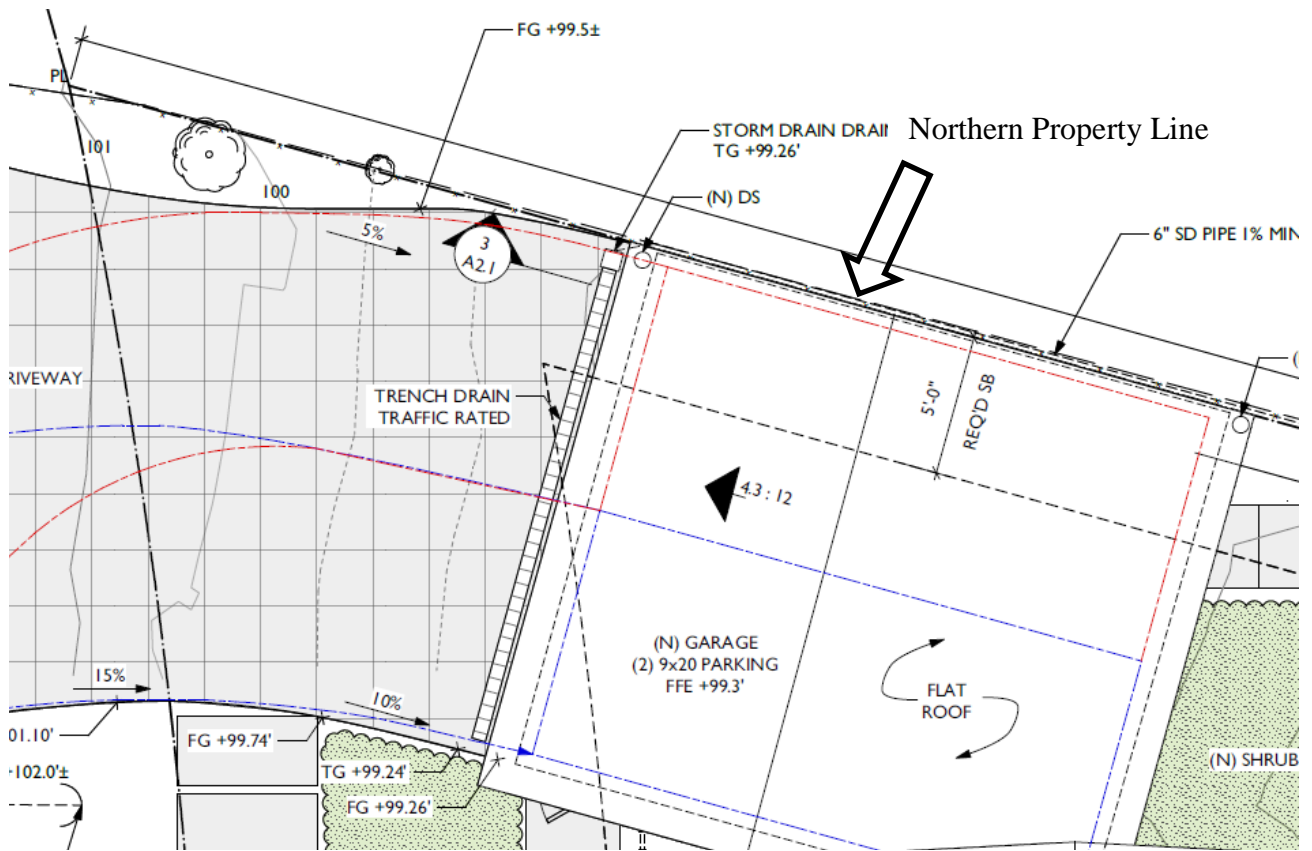 FG +99.5±
PL
STORM DRAIN DRAIN
TG +99.26'
Northern Property Line
101
100
(N) DS
5%
3
A2.1
6" SD PIPE 1% MIN
(
RIVEWAY
TRENCH DRAIN
TRAFFIC RATED
5'-0"
REQ'D SB
4.3 : 12
(N) GARAGE
(2) 9x20 PARKING
FFE +99.3'
FLAT
ROOF
15%
10%
01.10'
FG +99.74'
+102.0'±
TG +99.24'
FG +99.26'
(N) SHRUB